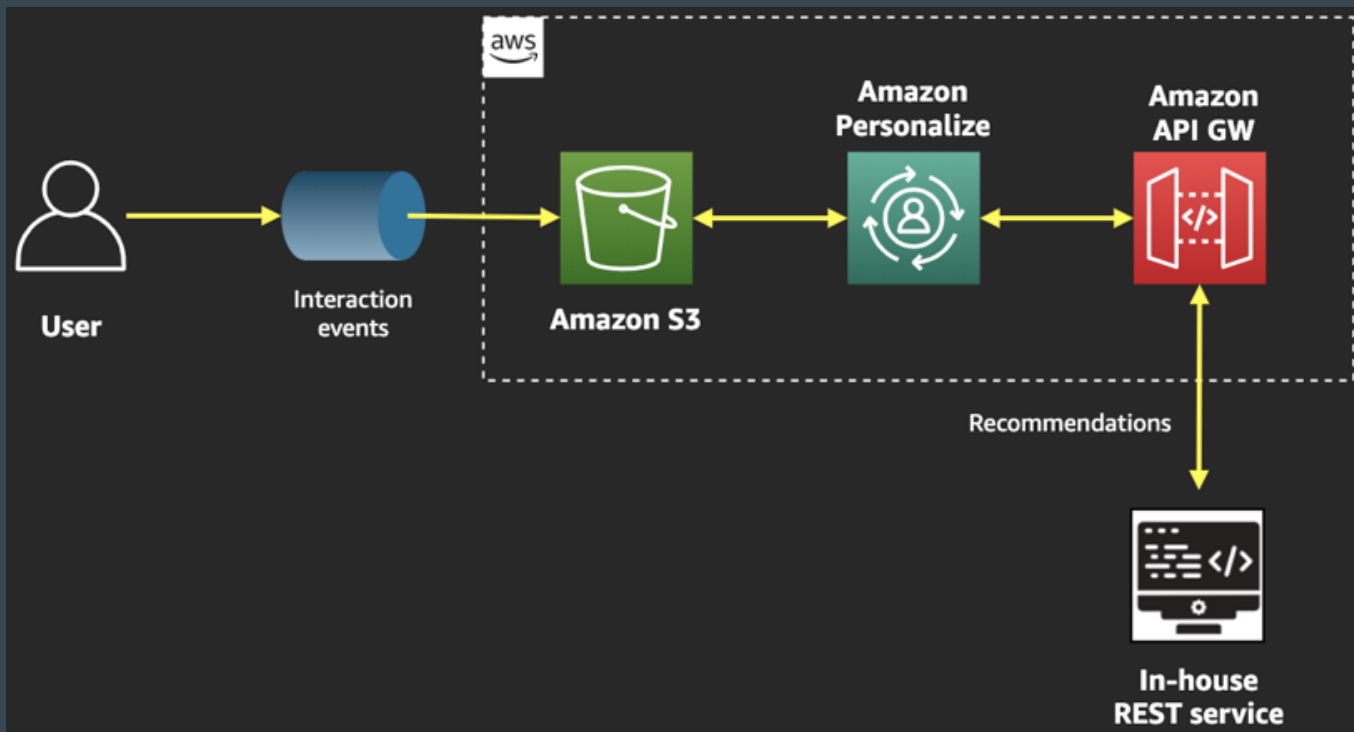 aws
Amazon
Personalize
Amazon
API GW
</>
User
Interaction
events
Amazon S3
Recommendations
</>
In-house
REST service